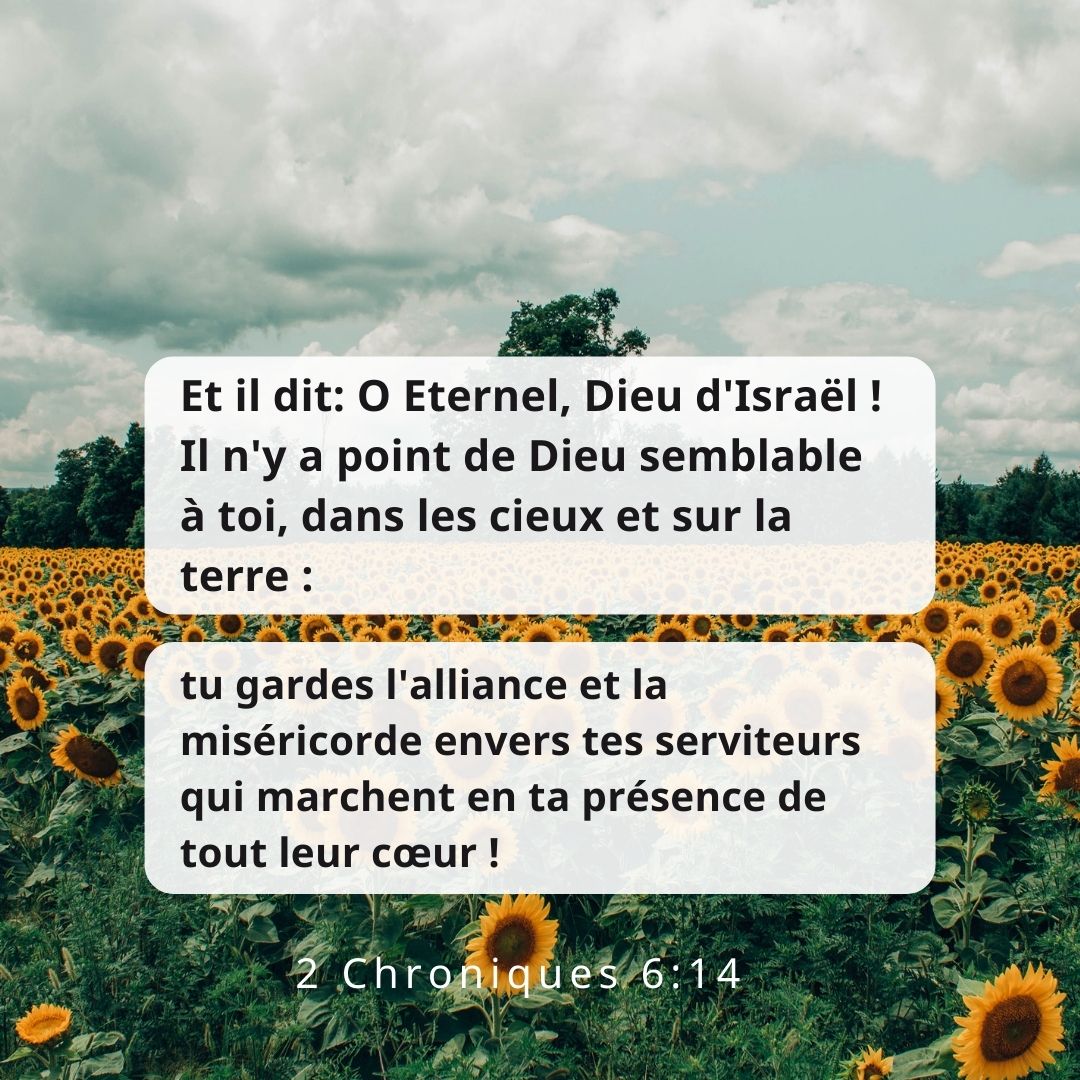 Et il dit: O Eternel, Dieu d'Israël !
Il n'y a point de Dieu semblable
à toi, dans les cieux et sur la
terre :
tu gardes l'alliance et la
miséricorde envers tes serviteurs
qui marchent en ta présence de
tout leur cœur !
2 Chroniques 6:14